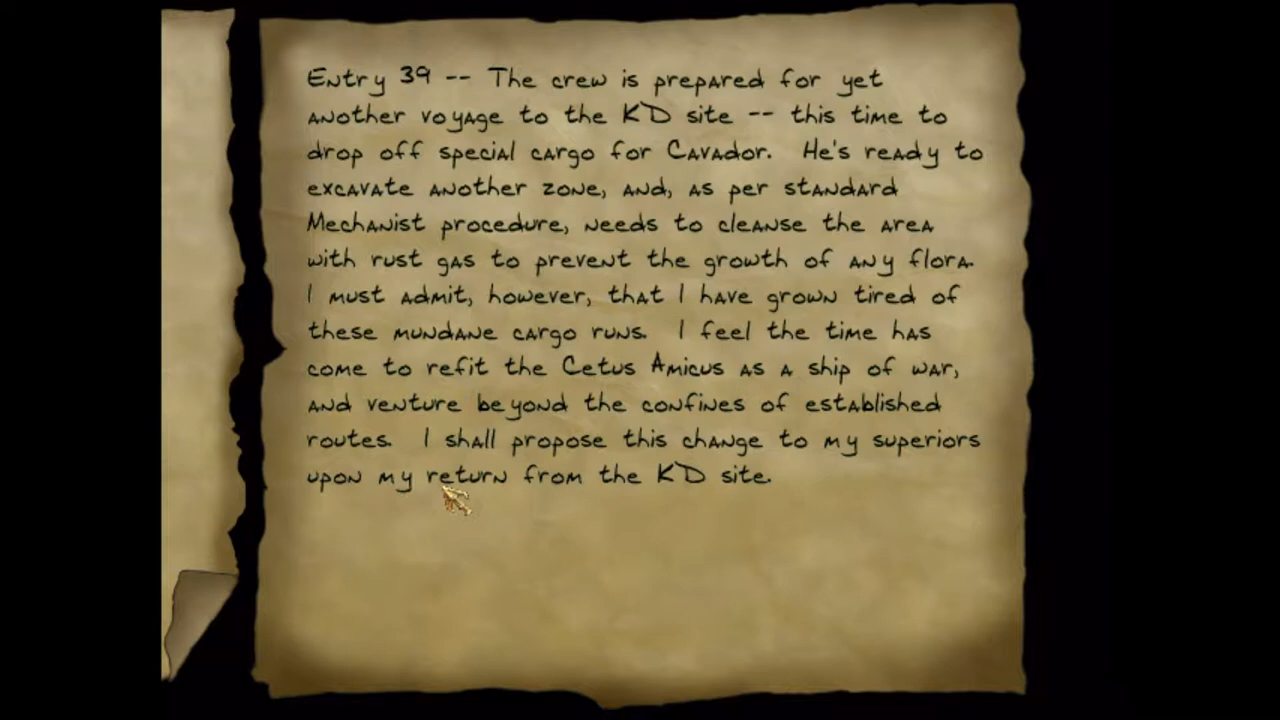 Entry 39 -- The crew is prepared for yet
another voyage to the KD site -- this time to
drop off special cargo for Cavador. He's ready to
excavate another zone, and, as per standard
Mechanist procedure, needs to cleanse the area
with rust gas to prevent the growth of any flora.
I must admit, however, that I have grown tired of
these mundane cargo runs. I feel the time has
come to refit the Cetus Amicus as a ship of war,
and venture beyond the confines of established
routes. I shall propose this change to my superiors
upon my return from the KD site.